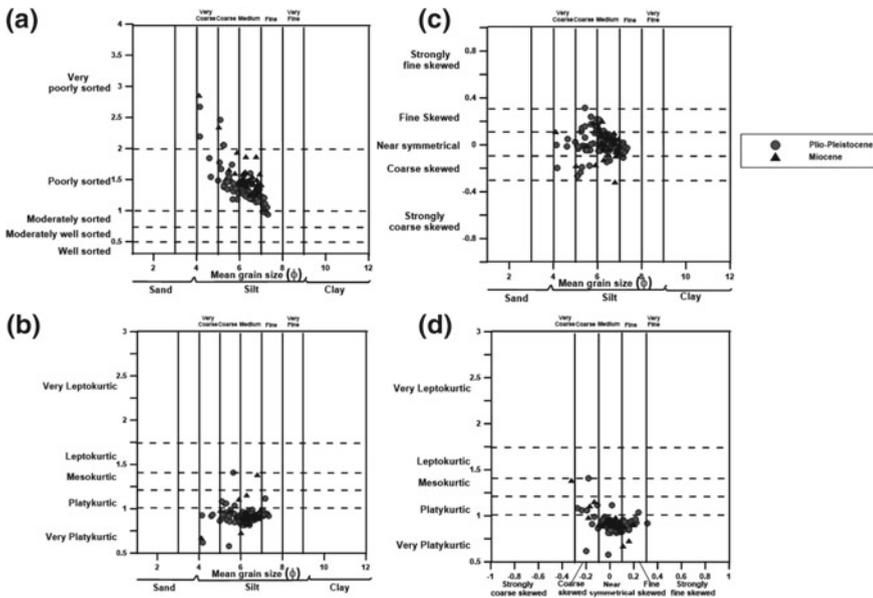 (a)
Very
Coarse Coarse Medium Fine Very
Fine
4
3.5
3
2.5
2
1.5
1
0.5
Very
poorly sorted
Poorly sorted
Moderately sorted
Moderately well sorted
Well sorted
2 4 6 8 10 12
Mean grain size (ϕ)
Sand Silt Clay
(c)
Very
Coarse Coarse Medium Fine Very
Fine
0.8
0.4
0
-0.4
-0.8
Strongly
fine skewed
Fine Skewed
Near symmetrical
Coarse skewed
Strongly
coarse skewed
2 4 6 8 10 12
Mean grain size (ϕ)
Sand Silt Clay
Plio-Pleistocene
Miocene
(b)
Very
Coarse Coarse Medium Fine Very
Fine
3
2.5
2
1.5
1
0.5
Very Leptokurtic
Leptokurtic
Mesokurtic
Platykurtic
Very Platykurtic
2 4 6 8 10 12
Mean grain size (ϕ)
Sand Silt Clay
(d)
Very
Coarse Coarse Medium Fine Very
Fine
3
2.5
2
1.5
1
0.5
Very Leptokurtic
Leptokurtic
Mesokurtic
Platykurtic
Very Platykurtic
-1 -0.8 -0.6 -0.4 -0.2 0 0.2 0.4 0.6 0.8 1
Strongly
coarse skewed
Coarse
skewed
Near
symmetrical
Fine
skewed
Strongly
fine skewed